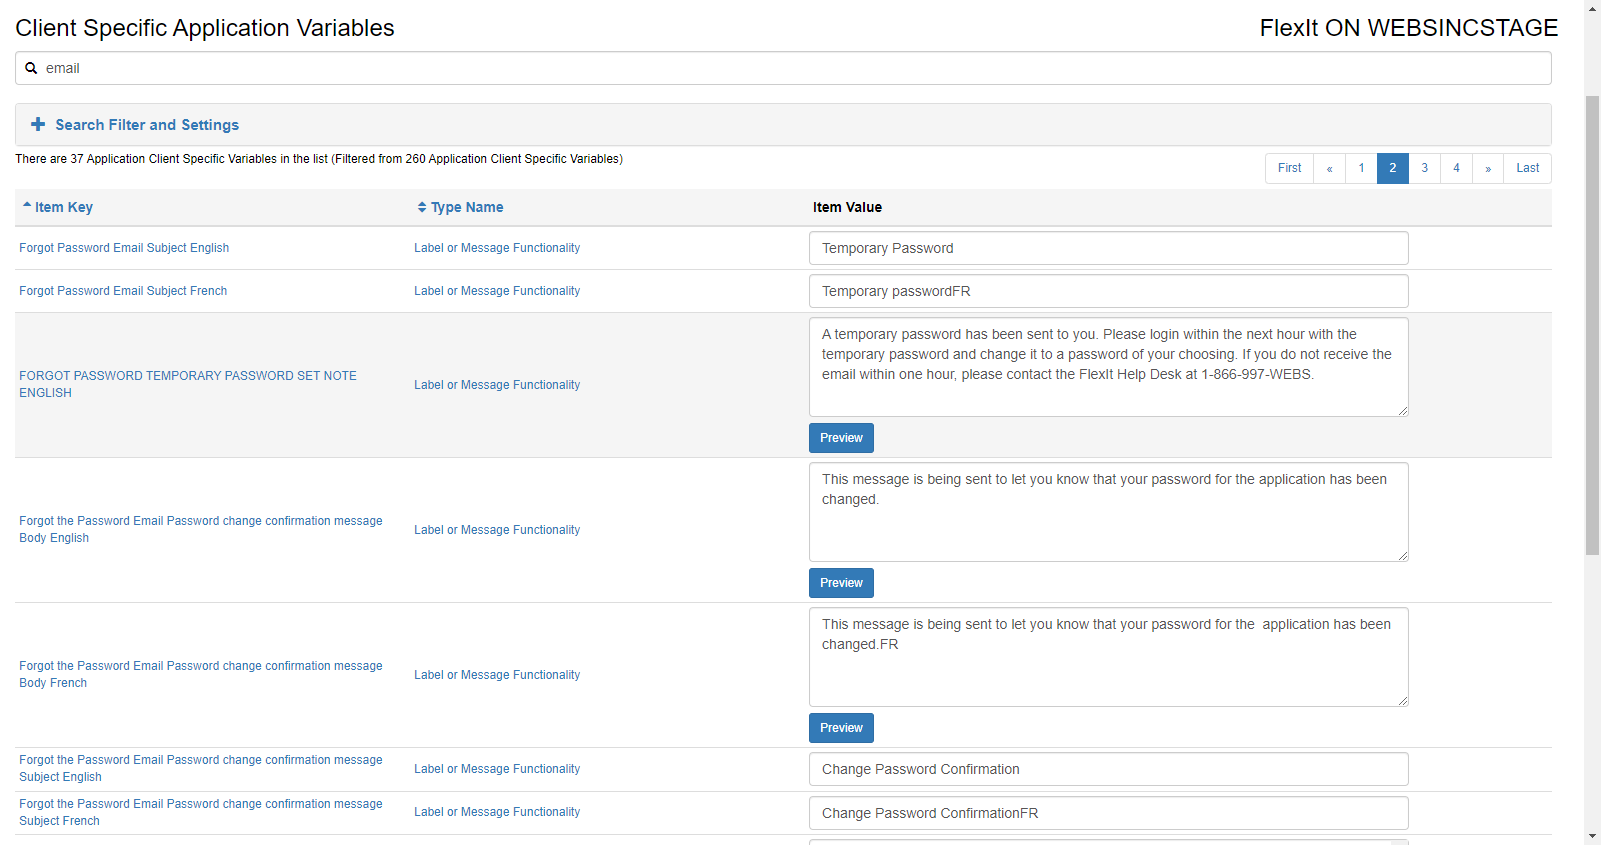 Client Specific Application Variables
FlexIt ON WEBSINCSTAGE
email
Search Filter and Settings
There are 37 Application Client Specific Variables in the list (Filtered from 260 Application Client Specific Variables)
First « 1 2 3 4 » Last
Item Key Type Name Item Value
Forgot Password Email Subject English Label or Message Functionality Temporary Password
Forgot Password Email Subject French Label or Message Functionality Temporary passwordFR
FORGOT PASSWORD TEMPORARY PASSWORD SET NOTE
ENGLISH
Label or Message Functionality
A temporary password has been sent to you. Please login within the next hour with the
temporary password and change it to a password of your choosing. If you do not receive the
email within one hour, please contact the FlexIt Help Desk at 1-866-997-WEBS.
Preview
Forgot the Password Email Password change confirmation message
Body English
Label or Message Functionality
This message is being sent to let you know that your password for the application has been
changed.
Preview
Forgot the Password Email Password change confirmation message
Body French
Label or Message Functionality
This message is being sent to let you know that your password for the  application has been
changed.FR
Preview
Forgot the Password Email Password change confirmation message
Subject English
Label or Message Functionality
Change Password Confirmation
Forgot the Password Email Password change confirmation message
Subject French
Label or Message Functionality
Change Password ConfirmationFR